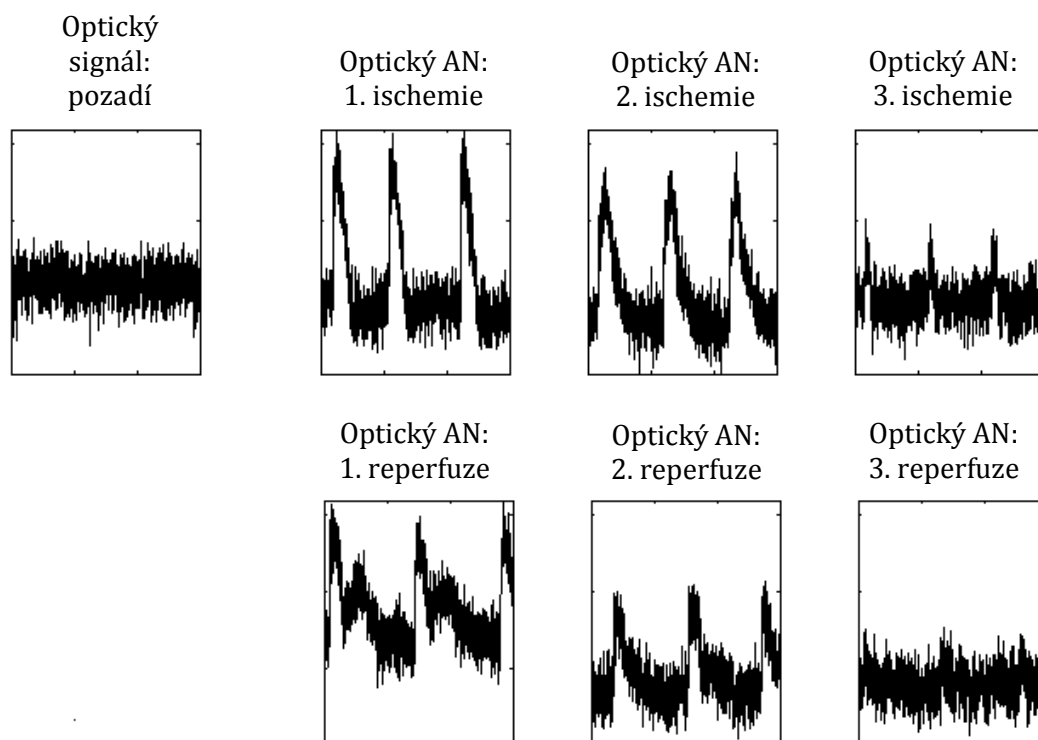 Optický
signál:
pozadí
Optický AN:
1. ischemie
Optický AN:
2. ischemie
Optický AN:
3. ischemie
Optický AN:
1. reperfuze
Optický AN:
2. reperfuze
Optický AN:
3. reperfuze